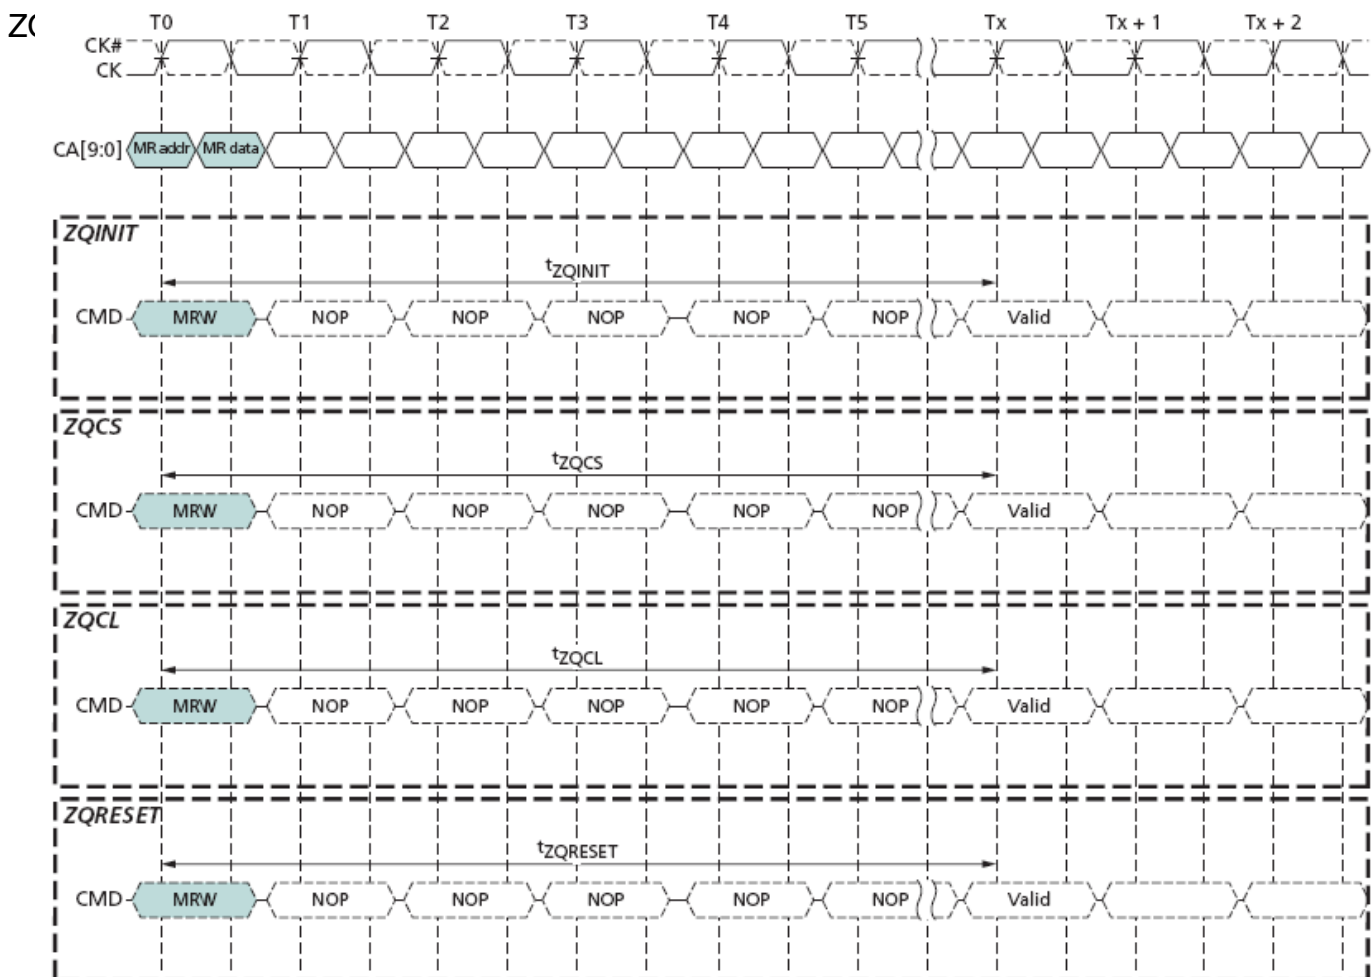 ZQ
T0 T1 T2 T3 T4 T5 Tx Tx + 1 Tx + 2
CK#
CK
CA[9:0] MR addr MR data
ZQINIT
tZQINIT
CMD MRW NOP NOP NOP NOP NOP Valid
ZQCS
tZQCS
CMD MRW NOP NOP NOP NOP NOP Valid
ZQCL
tZQCL
CMD MRW NOP NOP NOP NOP NOP Valid
ZQRESET
tZQRESET
CMD MRW NOP NOP NOP NOP NOP Valid